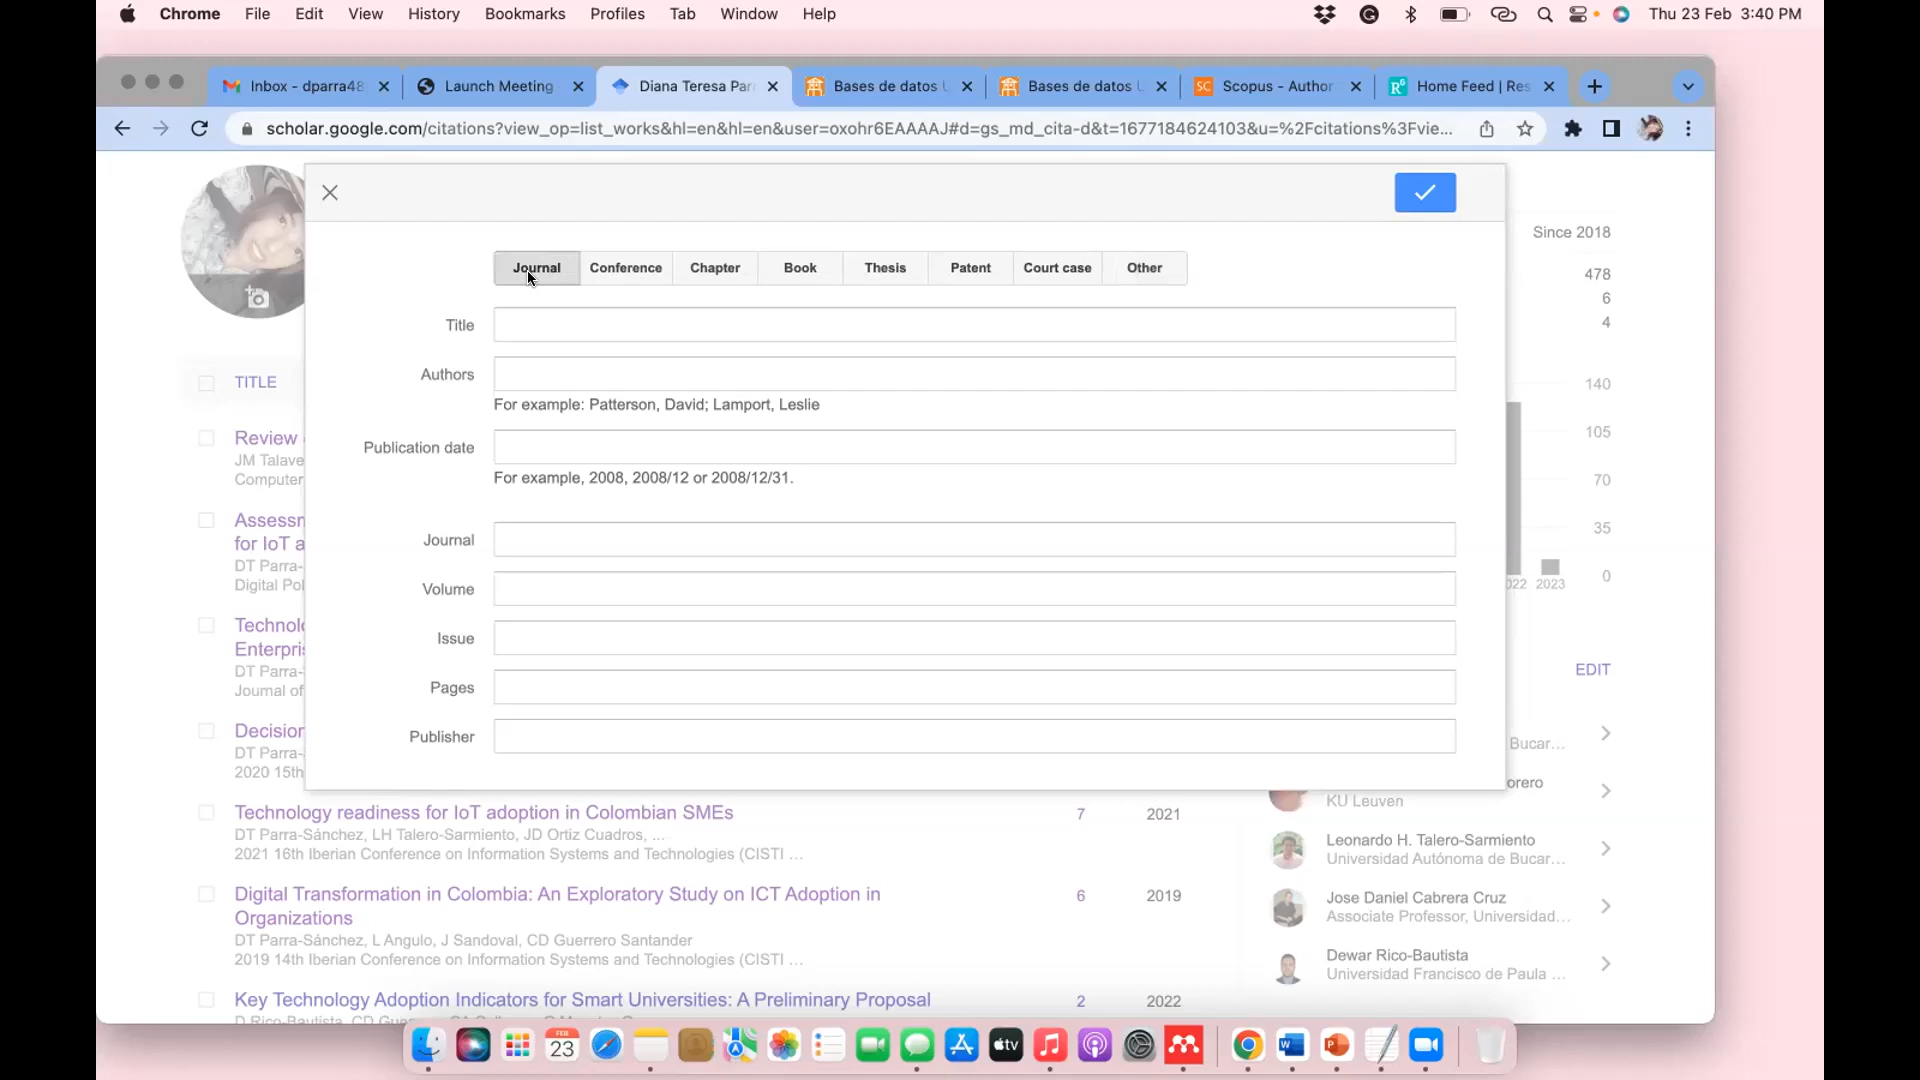 Chrome File Edit View History Bookmarks Profiles Tab Window Help Thu 23 Feb 3:40 PM
Inbox - dparra48 Launch Meeting Diana Teresa Par Bases de datos U Bases de datos U Scopus - Author Home Feed | Res
scholar.google.com/citations?view_op=list_works&hl=en&hl=en&user=oxohr6EAAAAJ#d=gs_md_cita-d&t=1677184624103&u=%2Fcitations%3Fvie...
Since 2018
478
6
4
Journal Conference Chapter Book Thesis Patent Court case Other
Title
Authors
For example: Patterson, David; Lamport, Leslie
Publication date
For example, 2008, 2008/12 or 2008/12/31.
Journal
Volume
Issue
Pages
Publisher
140
105
70
35
0
022 2023
EDIT
TITLE
Review
JM Talave
Computer
Assessm
for IoT a
DT Parra-
Digital Pol
Technolo
Enterpris
DT Parra-
Journal of
Decision
DT Parra-
2020 15th
Technology readiness for IoT adoption in Colombian SMEs 7 2021
DT Parra-Sánchez, LH Talero-Sarmiento, JD Ortiz Cuadros, ...
2021 16th Iberian Conference on Information Systems and Technologies (CISTI ...
Digital Transformation in Colombia: An Exploratory Study on ICT Adoption in 6 2019
Organizations
DT Parra-Sánchez, L Angulo, J Sandoval, CD Guerrero Santander
2019 14th Iberian Conference on Information Systems and Technologies (CISTI ...
Key Technology Adoption Indicators for Smart Universities: A Preliminary Proposal 2 2022
Bucar...
orero
KU Leuven
Leonardo H. Talero-Sarmiento
Universidad Autónoma de Bucar...
Jose Daniel Cabrera Cruz
Associate Professor, Universidad...
Dewar Rico-Bautista
Universidad Francisco de Paula ...
FEB
23
tv